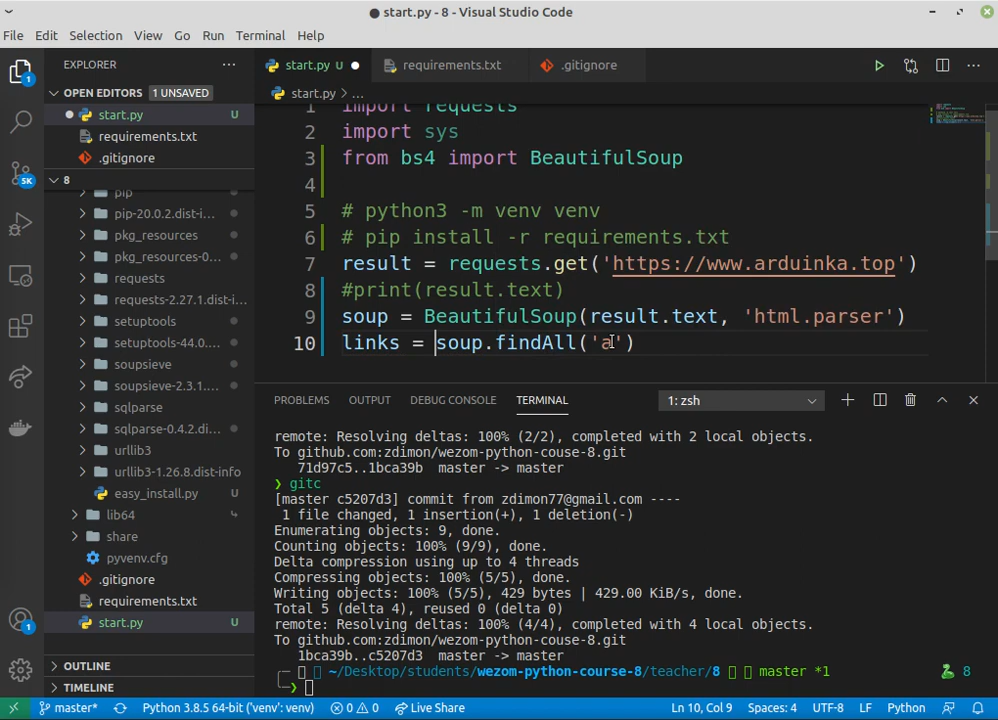 ● start.py - 8 - Visual Studio Code
File Edit Selection View Go Run Terminal Help
EXPLORER ···
start.py U ●
requirements.txt
.gitignore
OPEN EDITORS 1 UNSAVED
start.py U
requirements.txt
.gitignore
8
pip
pip-20.0.2.dist-i...
pkg_resources
pkg_resources-0...
requests
requests-2.27.1.dist-i...
setuptools
setuptools-44.0....
soupsieve
soupsieve-2.3.1....
sqlparse
sqlparse-0.4.2.di...
urllib3
urllib3-1.26.8.dist-info
easy_install.py U
lib64
share
pyvenv.cfg
.gitignore
requirements.txt
start.py U
OUTLINE
TIMELINE
1
5K
1
start.py > ...
1 import requests
2 import sys
3 from bs4 import BeautifulSoup
4
5 # python3 -m venv venv
6 # pip install -r requirements.txt
7 result = requests.get('https://www.arduinka.top')
8 #print(result.text)
9 soup = BeautifulSoup(result.text, 'html.parser')
10 links = soup.findAll('a')
PROBLEMS OUTPUT DEBUG CONSOLE TERMINAL 1: zsh
remote: Resolving deltas: 100% (2/2), completed with 2 local objects.
To github.com:zdimon/wezom-python-couse-8.git
71d97c5..1bca39b master -> master
❯ gitc
[master c5207d3] commit from zdimon77@gmail.com ----
1 file changed, 1 insertion(+), 1 deletion(-)
Enumerating objects: 9, done.
Counting objects: 100% (9/9), done.
Delta compression using up to 4 threads
Compressing objects: 100% (5/5), done.
Writing objects: 100% (5/5), 429 bytes | 429.00 KiB/s, done.
Total 5 (delta 4), reused 0 (delta 0)
remote: Resolving deltas: 100% (4/4), completed with 4 local objects.
To github.com:zdimon/wezom-python-couse-8.git
1bca39b..c5207d3 master -> master
~/Desktop/students/wezom-python-course-8/teacher/8 master *1 8
master* Python 3.8.5 64-bit ('venv': venv) 0 0 Live Share Ln 10, Col 9 Spaces: 4 UTF-8 LF Python